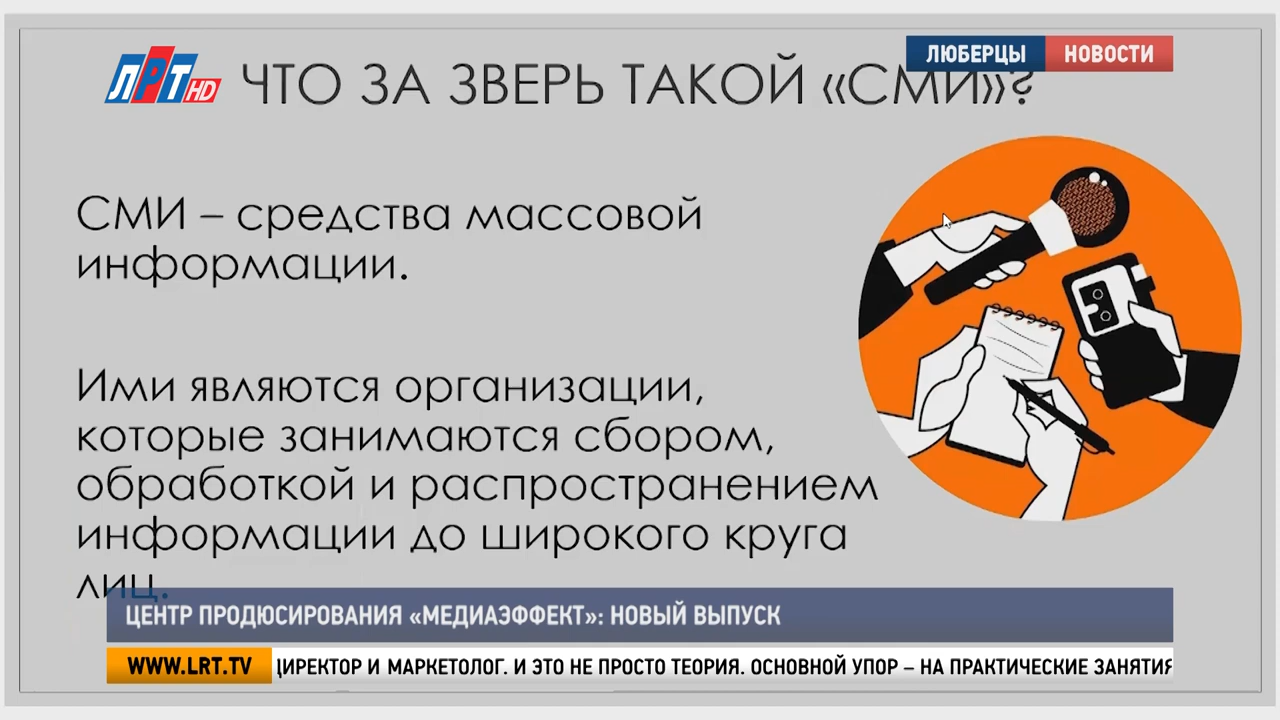 ЛРТ HD
ЛЮБЕРЦЫ НОВОСТИ
ЧТО ЗА ЗВЕРЬ ТАКОЙ «СМИ»?
СМИ – средства массовой
информации.
Ими являются организации,
которые занимаются сбором,
обработкой и распространением
информации до широкого круга
лиц.
ЦЕНТР ПРОДЮСИРОВАНИЯ «МЕДИАЭФФЕКТ»: НОВЫЙ ВЫПУСК
WWW.LRT.TV ДИРЕКТОР И МАРКЕТОЛОГ. И ЭТО НЕ ПРОСТО ТЕОРИЯ. ОСНОВНОЙ УПОР – НА ПРАКТИЧЕСКИЕ ЗАНЯТИЯ